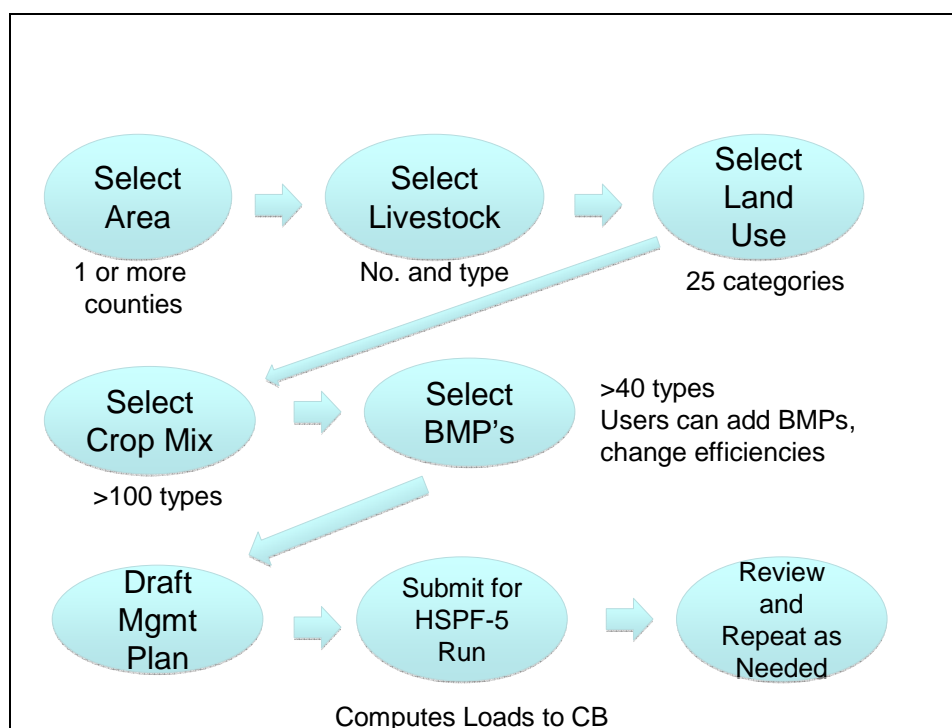 Select
Area
1 or more
counties
Select
Livestock
No. and type
Select
Land
Use
25 categories
Select
Crop Mix
>100 types
Select
BMP's
>40 types
Users can add BMPs,
change efficiencies
Draft
Mgmt
Plan
Submit for
HSPF-5
Run
Computes Loads to CB
Review
and
Repeat as
Needed